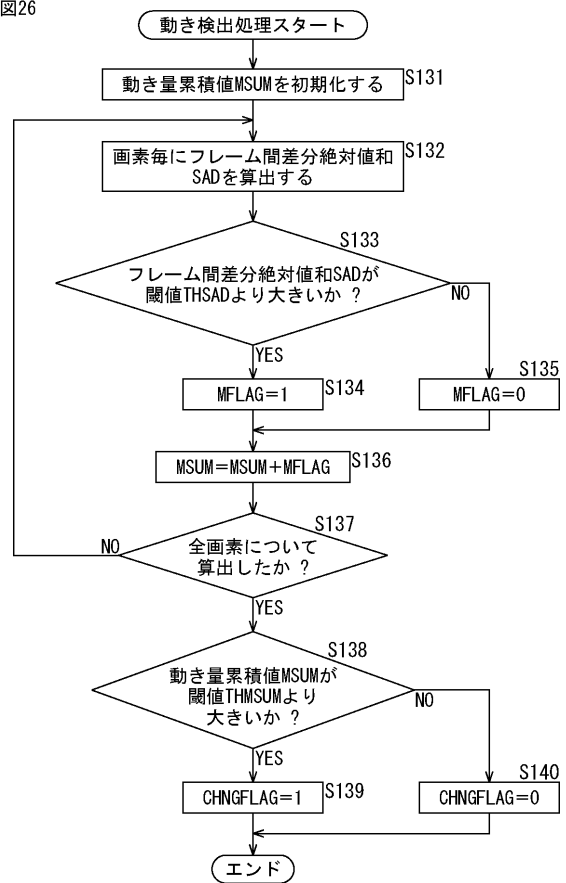 図26
動き検出処理スタート
動き量累積値MSUMを初期化する
S131
画素毎にフレーム間差分絶対値和
SADを算出する
S132
S133
フレーム間差分絶対値和SADが
閾値THSADより大きいか ?
NO
YES
S135
MFLAG=1
S134
MFLAG=0
MSUM=MSUM+MFLAG
S136
S137
NO
全画素について
算出したか ?
YES
S138
動き量累積値MSUMが
閾値THMSUMより
大きいか ?
NO
YES
S140
CHNGFLAG=1
S139
CHNGFLAG=0
エンド